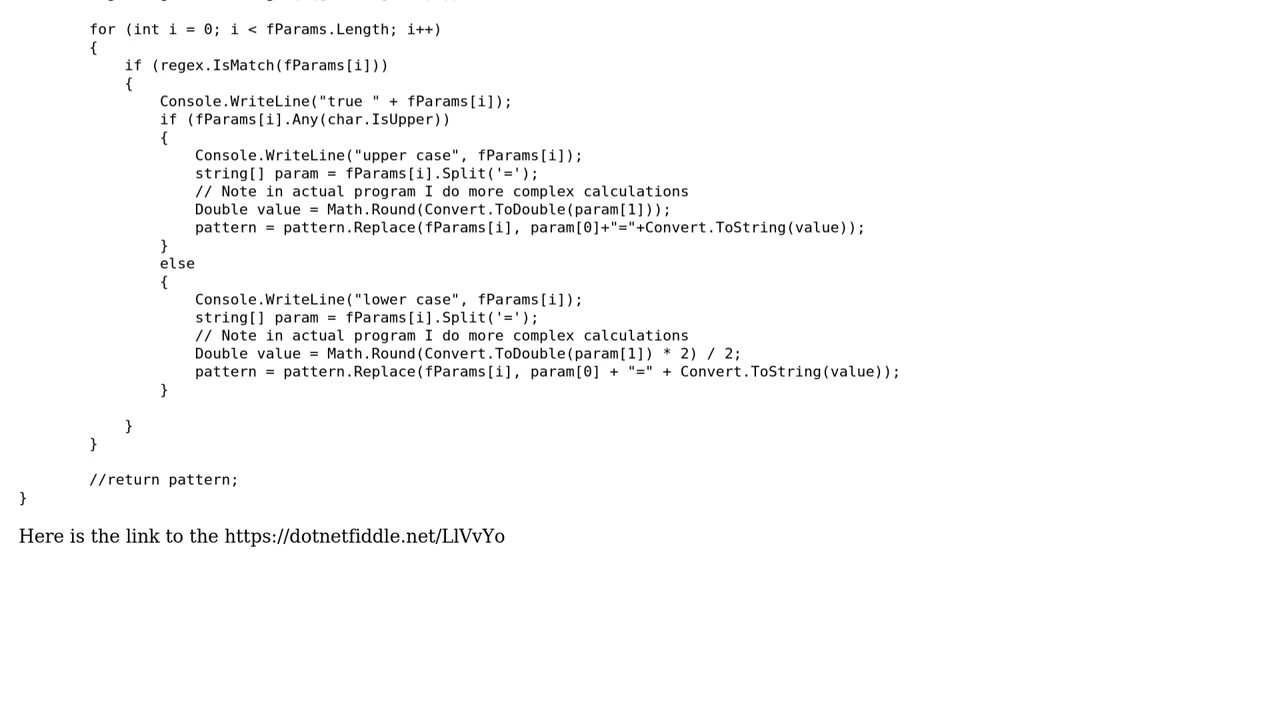 for (int i = 0; i < fParams.Length; i++)
{
if (regex.IsMatch(fParams[i]))
{
Console.WriteLine("true " + fParams[i]);
if (fParams[i].Any(char.IsUpper))
{
Console.WriteLine("upper case", fParams[i]);
string[] param = fParams[i].Split('=');
// Note in actual program I do more complex calculations
Double value = Math.Round(Convert.ToDouble(param[1]));
pattern = pattern.Replace(fParams[i], param[0]+"="+Convert.ToString(value));
}
else
{
Console.WriteLine("lower case", fParams[i]);
string[] param = fParams[i].Split('=');
// Note in actual program I do more complex calculations
Double value = Math.Round(Convert.ToDouble(param[1]) * 2) / 2;
pattern = pattern.Replace(fParams[i], param[0] + "=" + Convert.ToString(value));
}
}
}
//return pattern;
}
Here is the link to the https://dotnetfiddle.net/LlVvYo